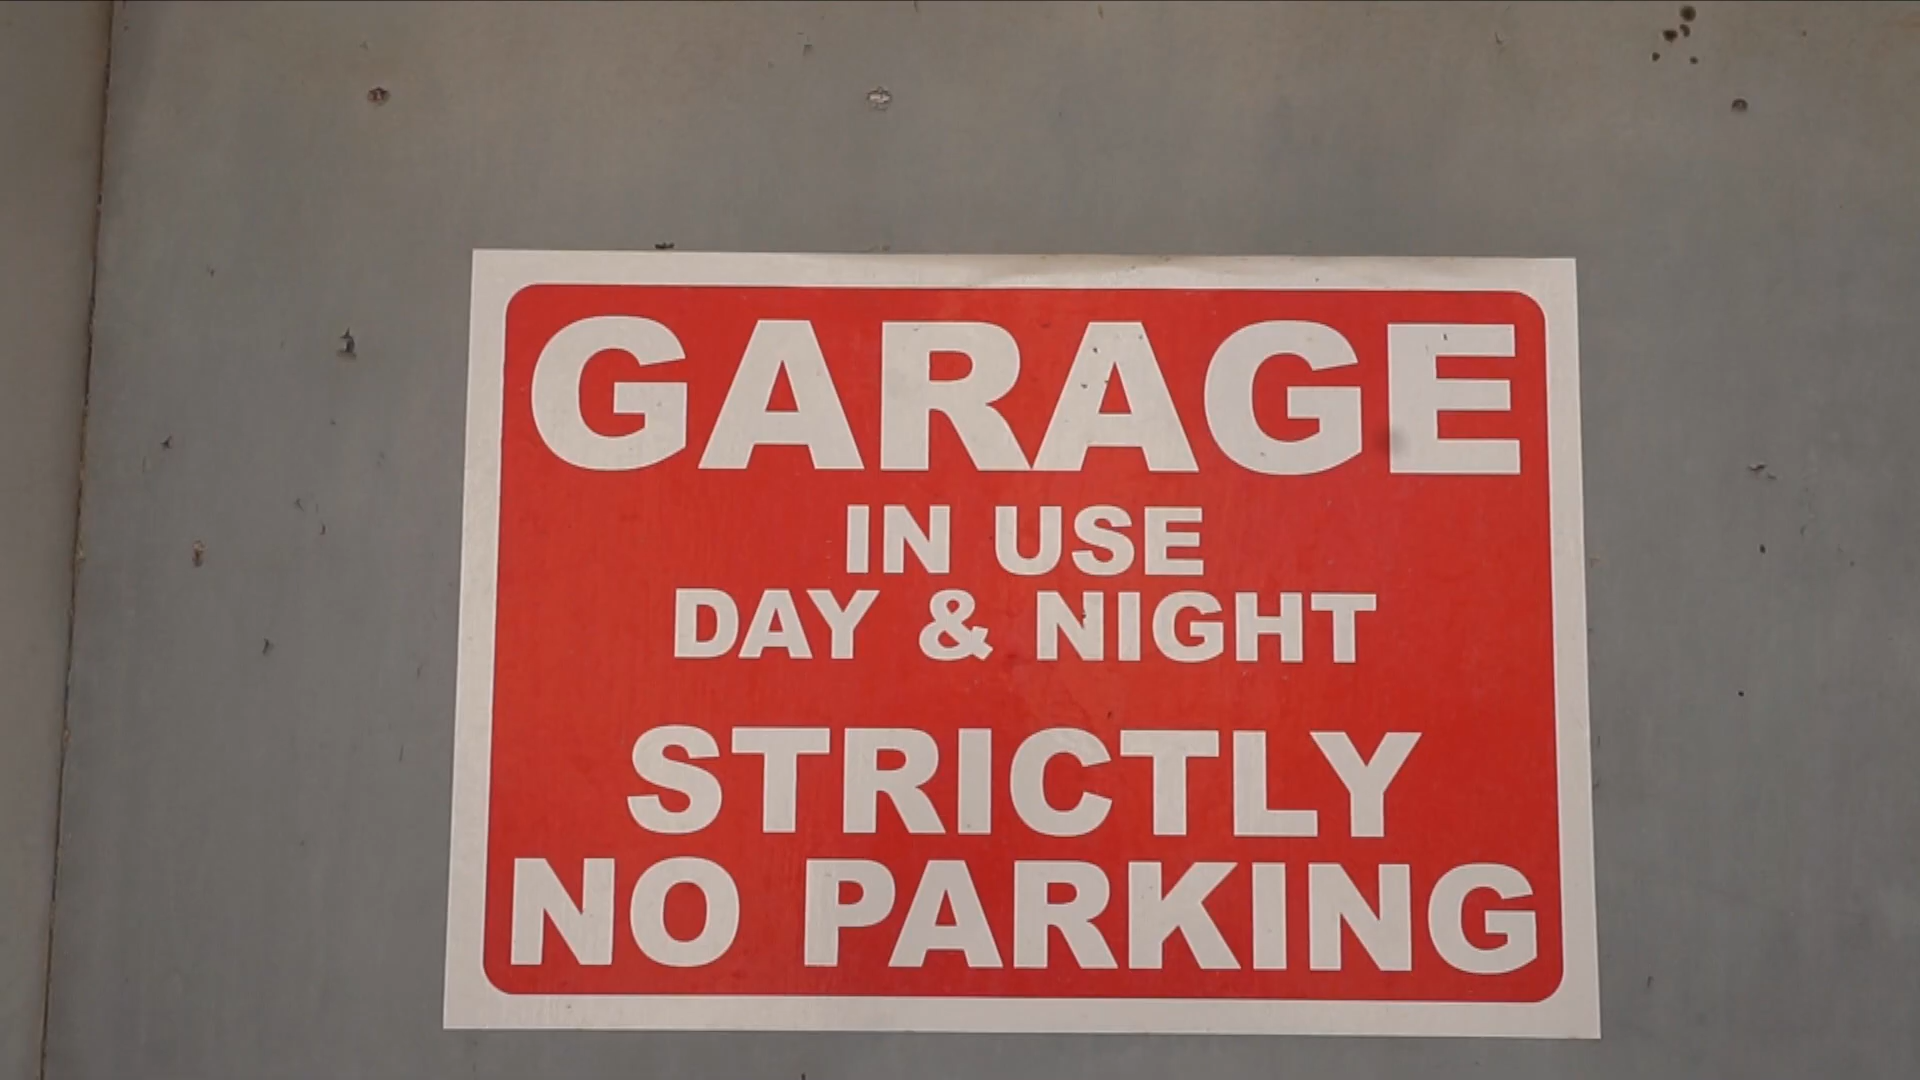 GARAGE
IN USE
DAY & NIGHT
STRICTLY
NO PARKING